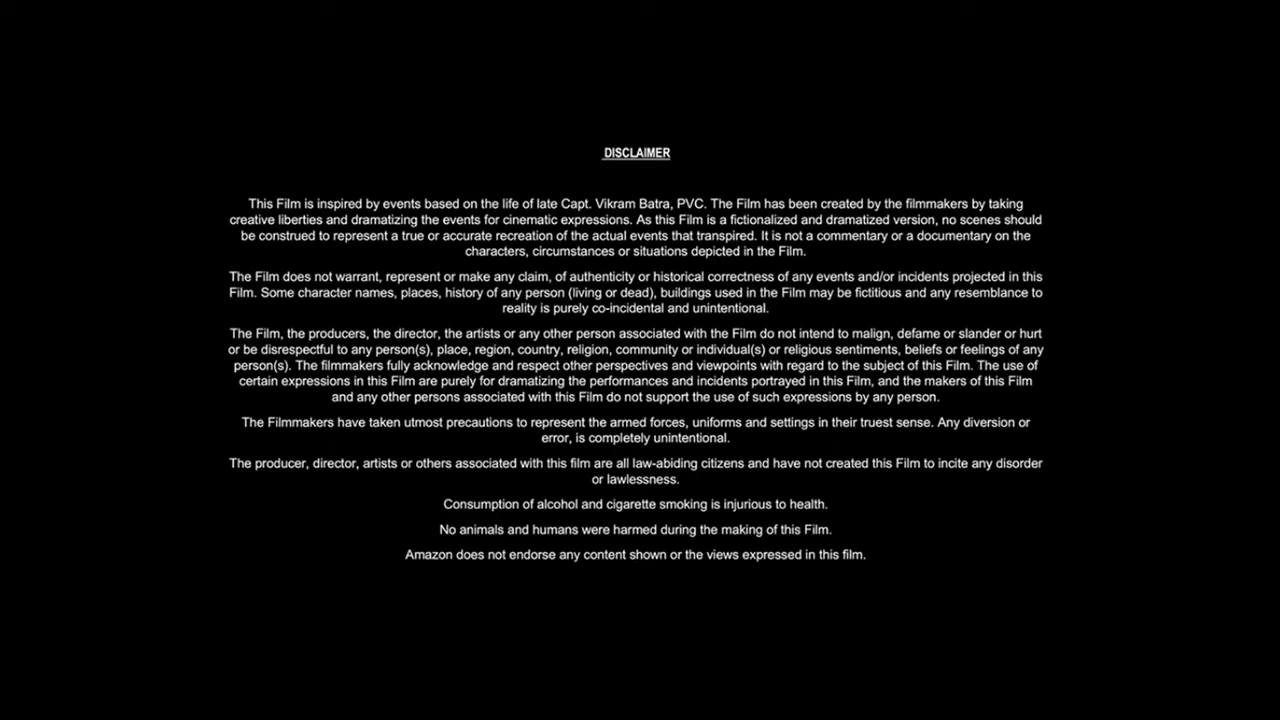 DISCLAIMER
This Film is inspired by events based on the life of late Capt. Vikram Batra, PVC. The Film has been created by the filmmakers by taking
creative liberties and dramatizing the events for cinematic expressions. As this Film is a fictionalized and dramatized version, no scenes should
be construed to represent a true or accurate recreation of the actual events that transpired. It is not a commentary or a documentary on the
characters, circumstances or situations depicted in the Film.
The Film does not warrant, represent or make any claim, of authenticity or historical correctness of any events and/or incidents projected in this
Film. Some character names, places, history of any person (living or dead), buildings used in the Film may be fictitious and any resemblance to
reality is purely co-incidental and unintentional.
The Film, the producers, the director, the artists or any other person associated with the Film do not intend to malign, defame or slander or hurt
or be disrespectful to any person(s), place, region, country, religion, community or individual(s) or religious sentiments, beliefs or feelings of any
person(s). The filmmakers fully acknowledge and respect other perspectives and viewpoints with regard to the subject of this Film. The use of
certain expressions in this Film are purely for dramatizing the performances and incidents portrayed in this Film, and the makers of this Film
and any other persons associated with this Film do not support the use of such expressions by any person.
The Filmmakers have taken utmost precautions to represent the armed forces, uniforms and settings in their truest sense. Any diversion or
error, is completely unintentional.
The producer, director, artists or others associated with this film are all law-abiding citizens and have not created this Film to incite any disorder
or lawlessness.
Consumption of alcohol and cigarette smoking is injurious to health.
No animals and humans were harmed during the making of this Film.
Amazon does not endorse any content shown or the views expressed in this film.